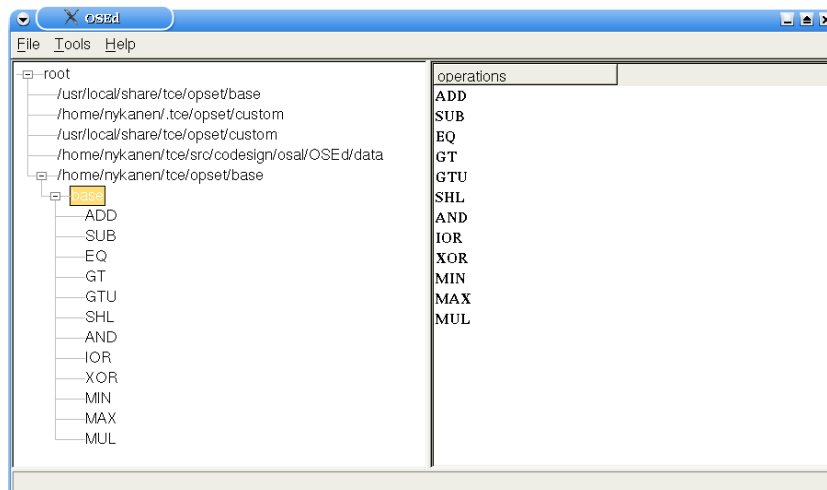 OSEd
File Tools Help
root
/usr/local/share/tce/opset/base
/home/nykanen/.tce/opset/custom
/usr/local/share/tce/opset/custom
/home/nykanen/tce/src/codesign/osal/OSEd/data
/home/nykanen/tce/opset/base
base
ADD
SUB
EQ
GT
GTU
SHL
AND
IOR
XOR
MIN
MAX
MUL
operations
ADD
SUB
EQ
GT
GTU
SHL
AND
IOR
XOR
MIN
MAX
MUL